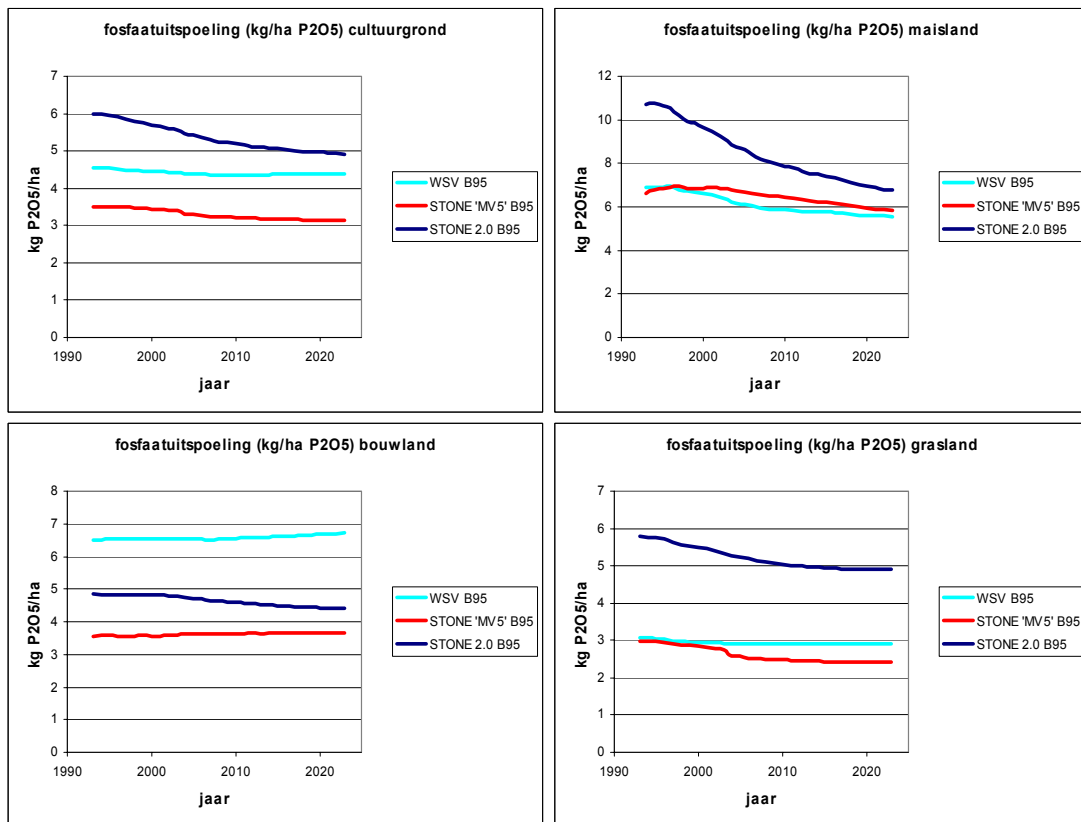 fosfaatuitspoeling (kg/ha P2O5) cultuurgrond
kg P2O5/ha
7
6
5
4
3
2
1
0
1990 2000 2010 2020
jaar
WSV B95
STONE 'MV5' B95
STONE 2.0 B95
fosfaatuitspoeling (kg/ha P2O5) maisland
kg P2O5/ha
12
10
8
6
4
2
0
1990 2000 2010 2020
jaar
WSV B95
STONE 'MV5' B95
STONE 2.0 B95
fosfaatuitspoeling (kg/ha P2O5) bouwland
kg P2O5/ha
8
7
6
5
4
3
2
1
0
1990 2000 2010 2020
jaar
WSV B95
STONE 'MV5' B95
STONE 2.0 B95
fosfaatuitspoeling (kg/ha P2O5) grasland
kg P2O5/ha
7
6
5
4
3
2
1
0
1990 2000 2010 2020
jaar
WSV B95
STONE 'MV5' B95
STONE 2.0 B95